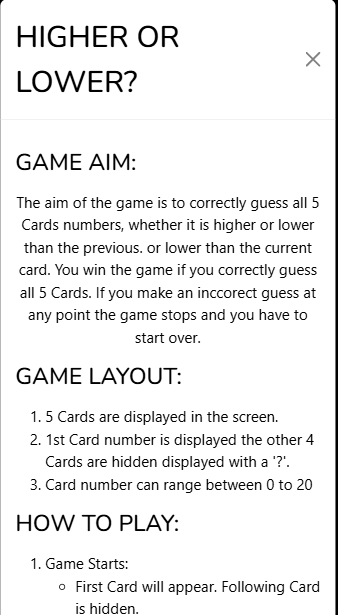 HIGHER OR
LOWER?
GAME AIM:
The aim of the game is to correctly guess all 5
Cards numbers, whether it is higher or lower
than the previous. or lower than the current
card. You win the game if you correctly guess
all 5 Cards. If you make an inccorect guess at
any point the game stops and you have to
start over.
GAME LAYOUT:
1. 5 Cards are displayed in the screen.
2. 1st Card number is displayed the other 4
Cards are hidden displayed with a '?'.
3. Card number can range between 0 to 20
HOW TO PLAY:
1. Game Starts:
First Card will appear. Following Card
is hidden.